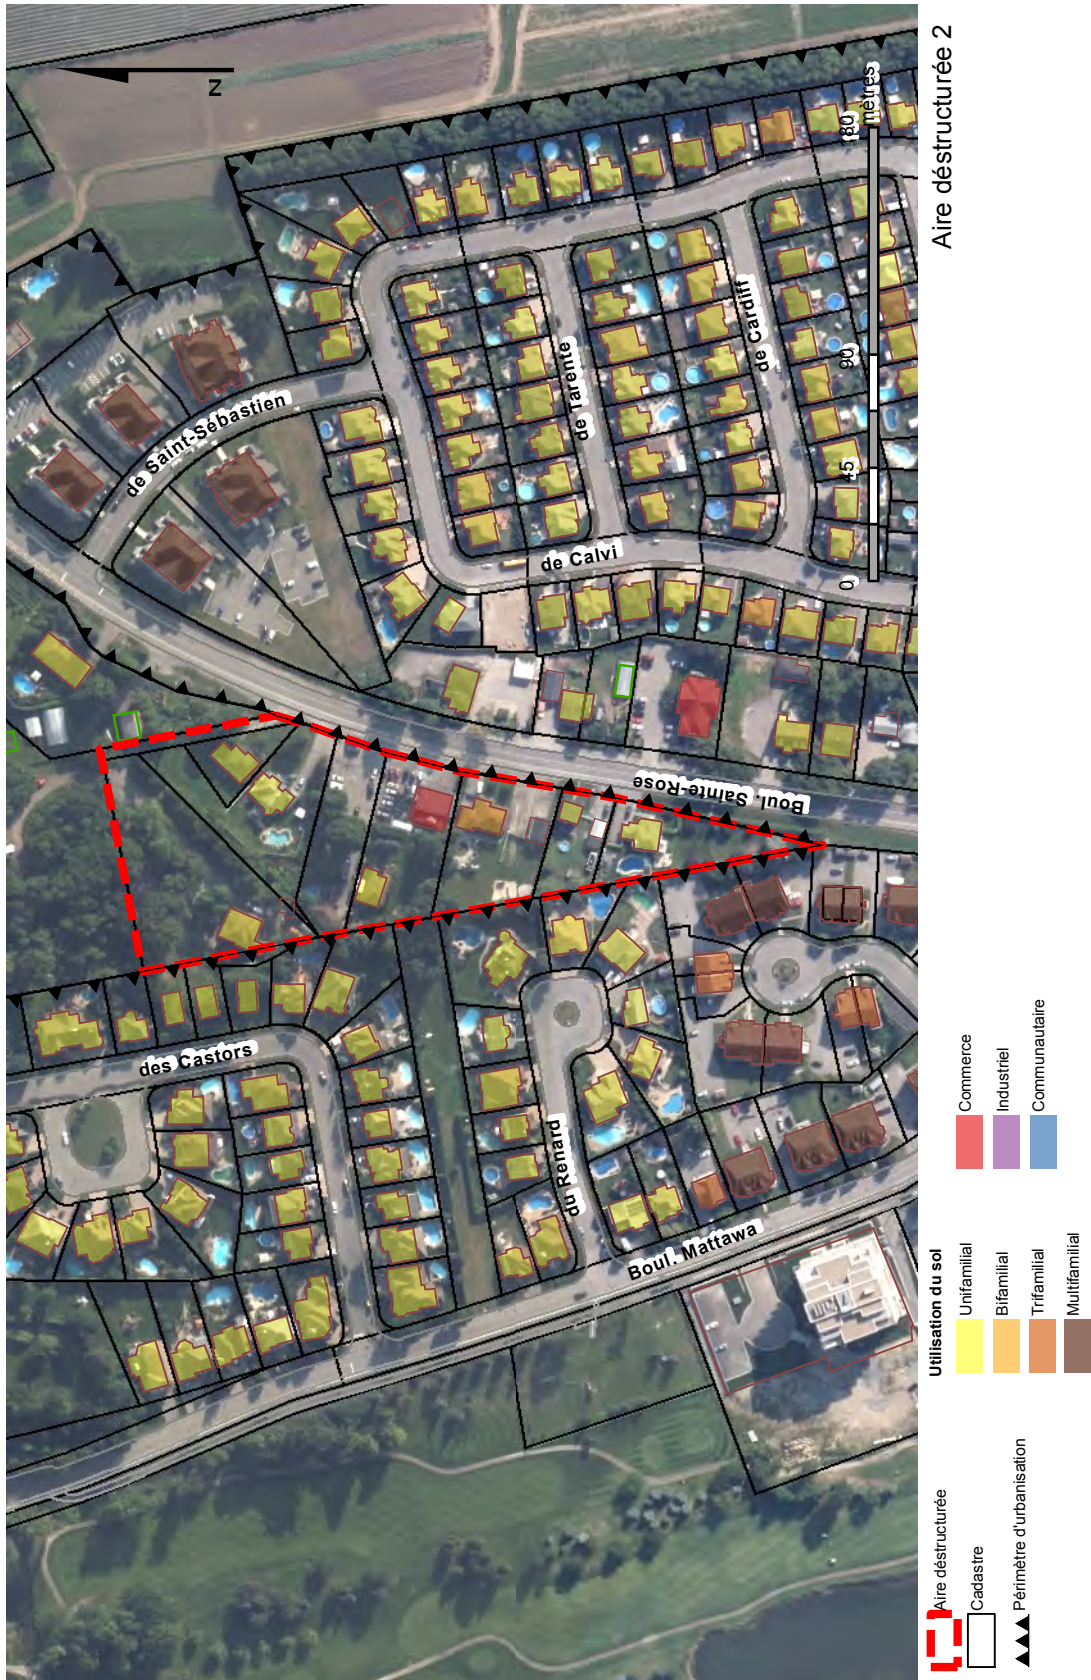 N
de Saint-Sébastien
de Calvi
de Tarente
de Cardiff
Boul. Sainte-Rose
des Castors
du Renard
Boul. Mattawa
0 45 90 180
mètres
Aire déstructurée 2
Aire déstructurée
Cadastre
Périmètre d'urbanisation
Utilisation du sol
Unifamilial
Bifamilial
Trifamilial
Multifamilial
Commerce
Industriel
Communautaire